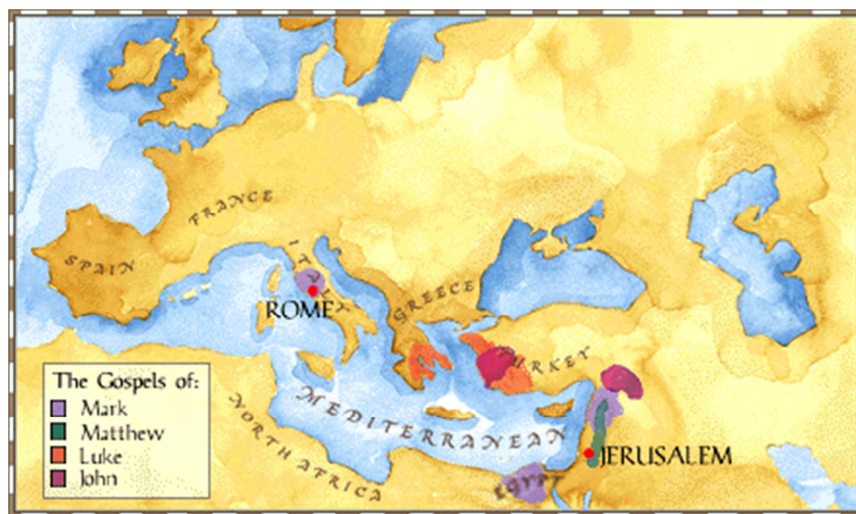 FRANCE
SPAIN
ITALY
ROME
GREECE
TURKEY
MEDITERRANEAN
NORTH AFRICA
EGYPT
JERUSALEM
The Gospels of:
Mark
Matthew
Luke
John